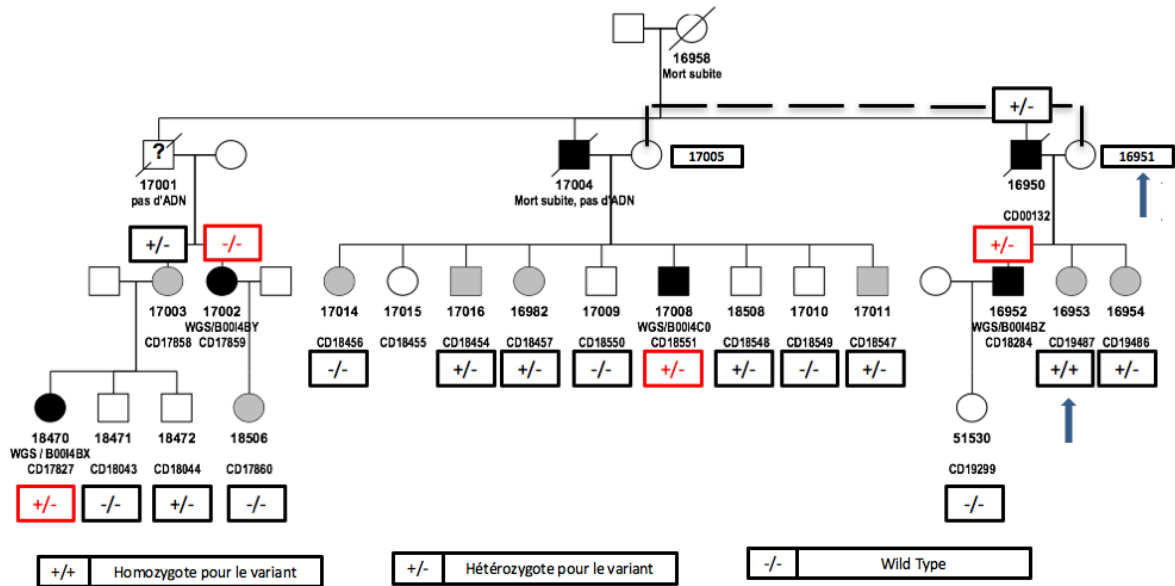 16958
Mort subite
+/-
?
17005
16951
17001
pas d'ADN
17004
Mort subite, pas d'ADN
16950
CD00132
+/-
-/-
+/-
17003
CD17858
17002
WGS/B00I4BY
CD17859
17014
CD18456
-/-
17015
CD18455
17016
CD18454
+/-
16982
CD18457
+/-
17009
CD18550
-/-
17008
WGS/B00I4C0
CD18551
+/-
18508
CD18548
+/-
17010
CD18549
-/-
17011
CD18547
+/-
16952
WGS/B00I4BZ
CD18284
16953
CD19487
+/+
16954
CD19486
+/-
18470
WGS / B00I4BX
CD17827
+/-
18471
CD18043
-/-
18472
CD18044
+/-
18506
CD17860
-/-
51530
CD19299
-/-
+/+ Homozygote pour le variant
+/- Hétérozygote pour le variant
-/- Wild Type